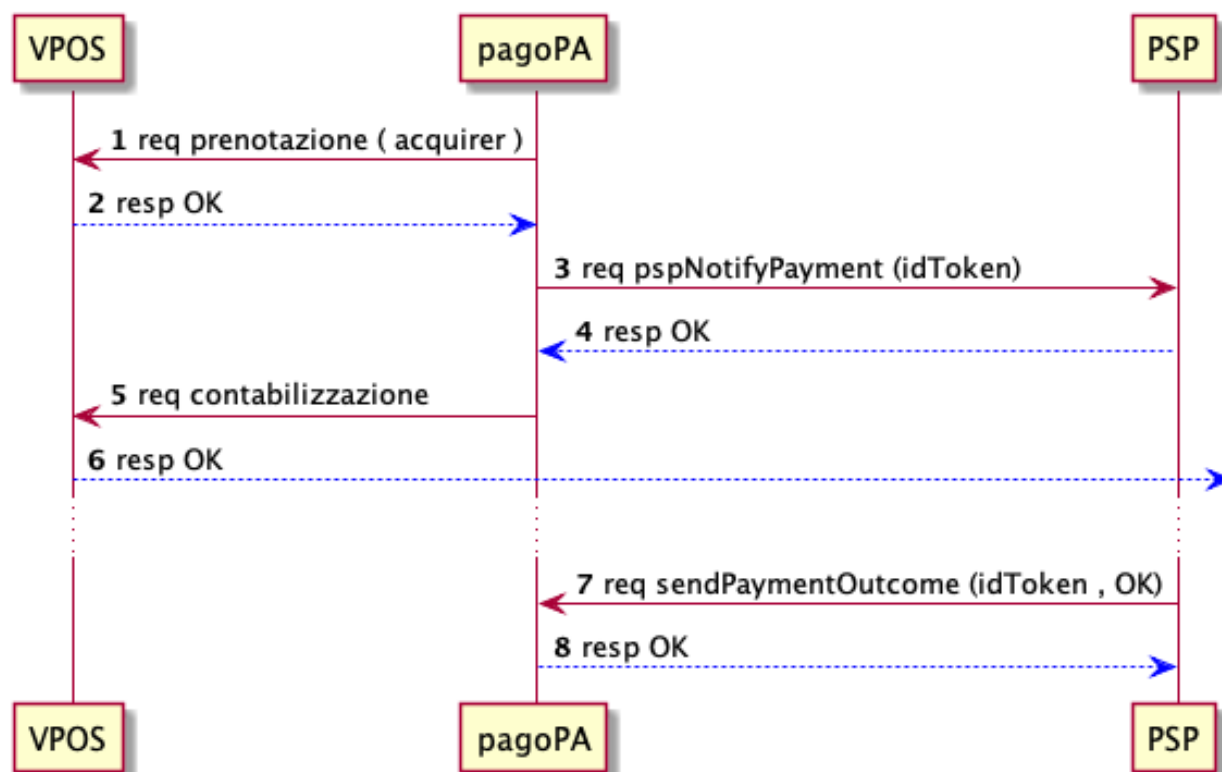 VPOS pagoPA PSP
1 req prenotazione ( acquirer )
2 resp OK
3 req pspNotifyPayment (idToken)
4 resp OK
5 req contabilizzazione
6 resp OK
7 req sendPaymentOutcome (idToken , OK)
8 resp OK
VPOS pagoPA PSP